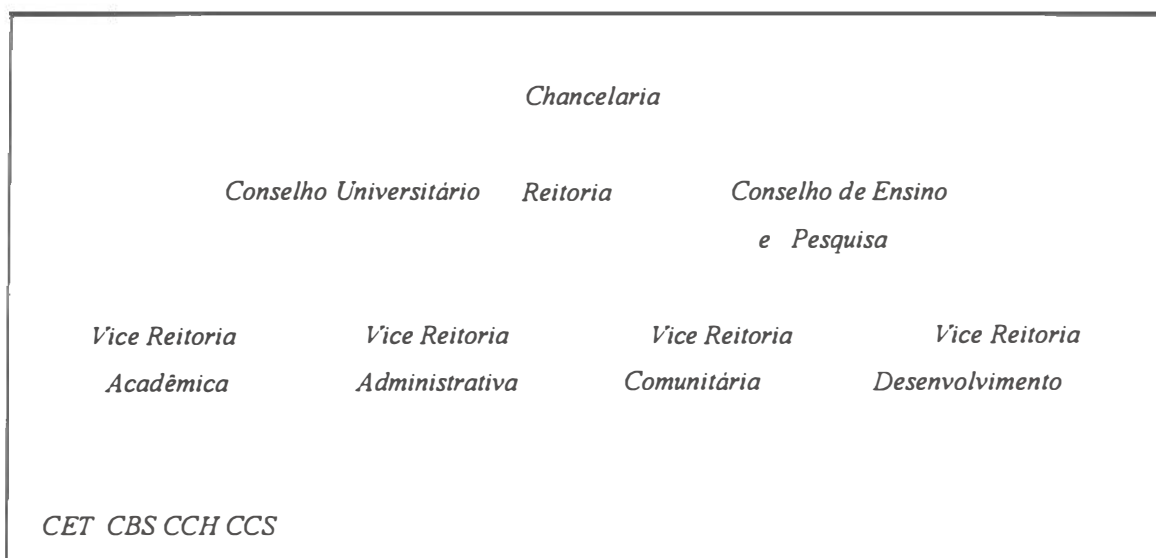 Chancelaria
Conselho Universitário Reitoria Conselho de Ensino
e Pesquisa
Vice Reitoria Vice Reitoria Vice Reitoria Vice Reitoria
Acadêmica Administrativa Comunitária Desenvolvimento
CET CBS CCH CCS